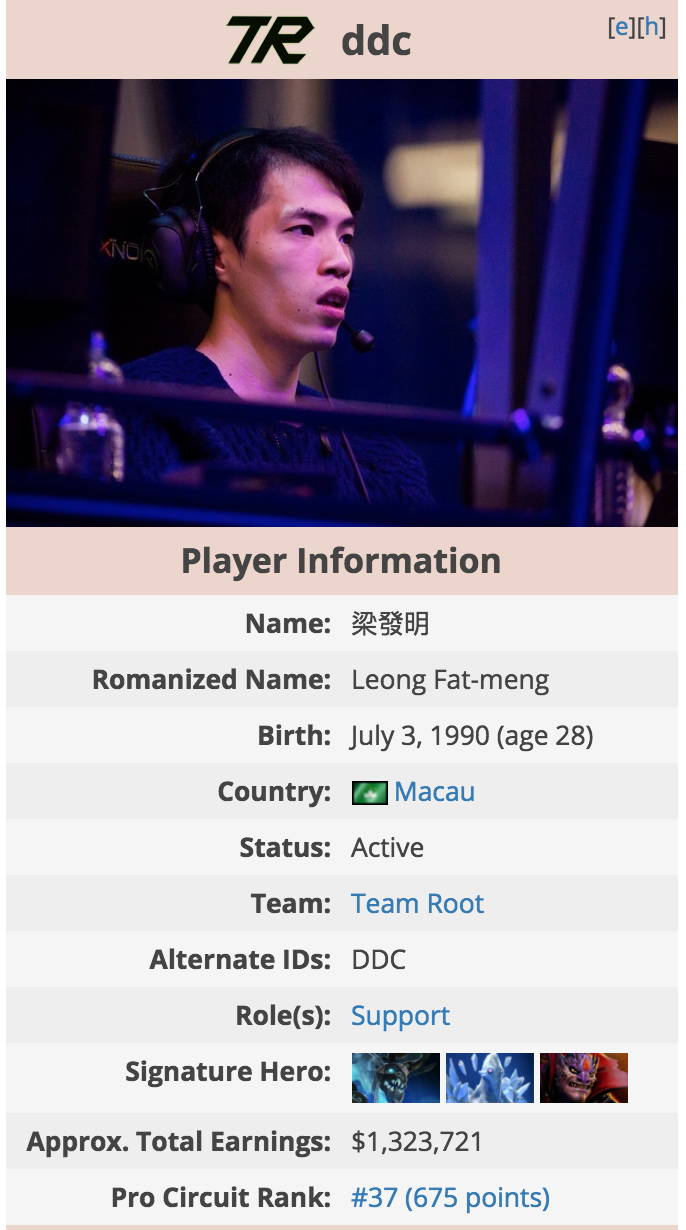 TR ddc [e][h]
XNO
Player Information
Name: 梁發明
Romanized Name: Leong Fat-meng
Birth: July 3, 1990 (age 28)
Country: Macau
Status: Active
Team: Team Root
Alternate IDs: DDC
Role(s): Support
Signature Hero:
Approx. Total Earnings: $1,323,721
Pro Circuit Rank: #37 (675 points)